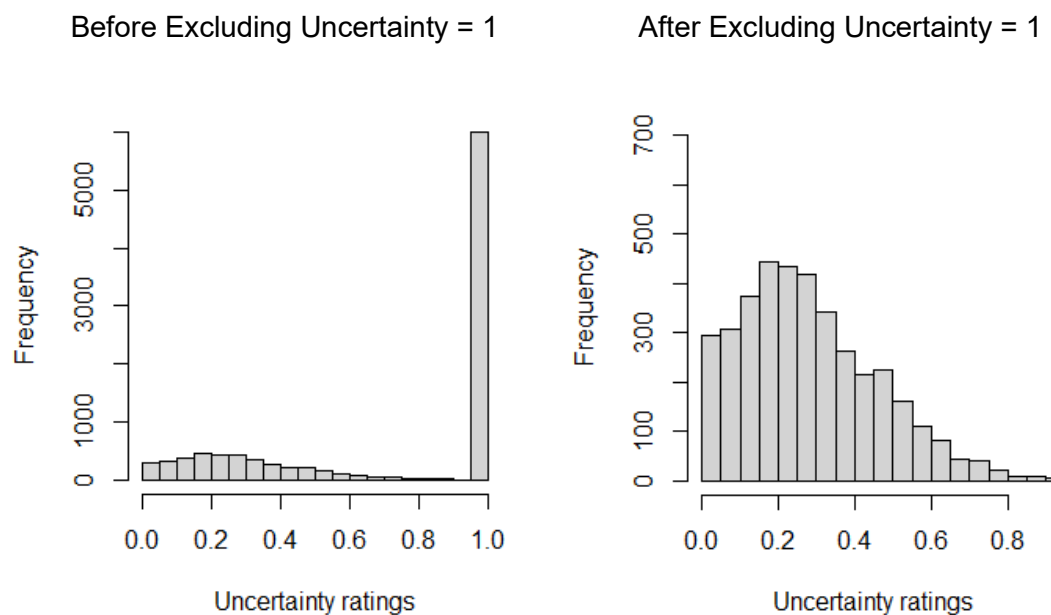 Before Excluding Uncertainty = 1
After Excluding Uncertainty = 1
Frequency
5000
3000
1000
0
0.0 0.2 0.4 0.6 0.8 1.0
Uncertainty ratings
Frequency
700
500
300
100
0
0.0 0.2 0.4 0.6 0.8
Uncertainty ratings